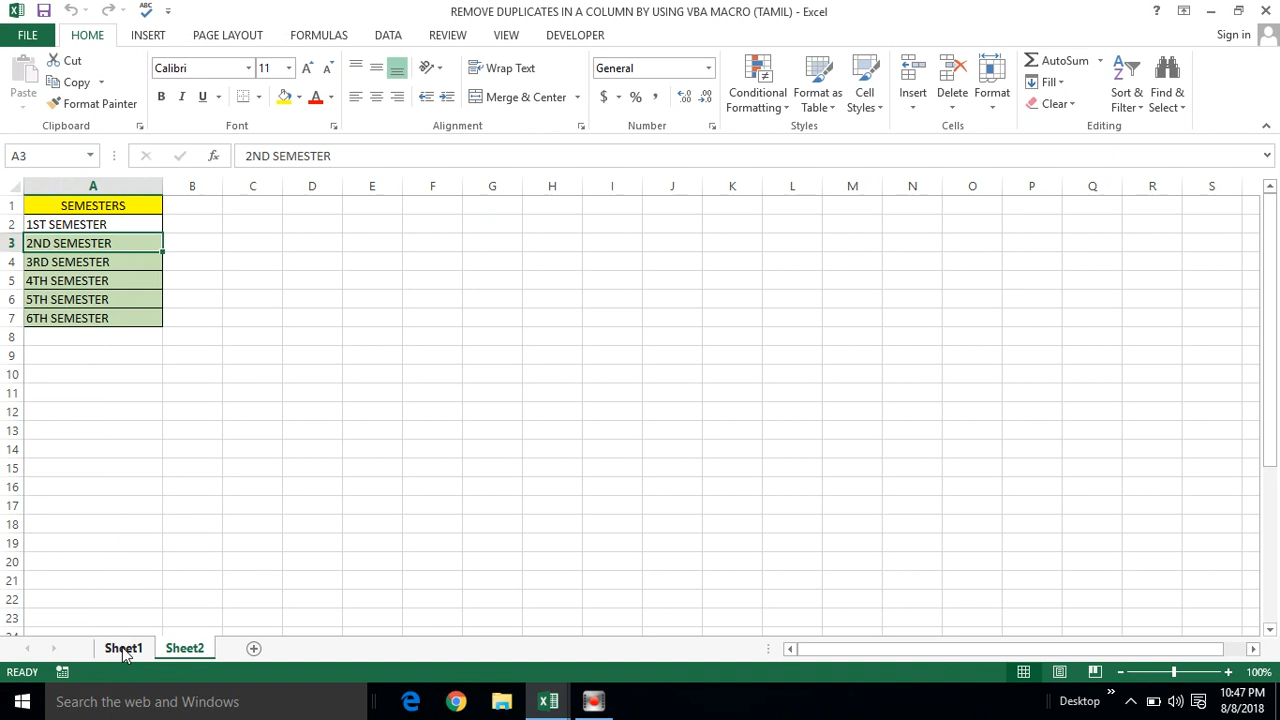 REMOVE DUPLICATES IN A COLUMN BY USING VBA MACRO (TAMIL) - Excel
ABC
?
FILE HOME INSERT PAGE LAYOUT FORMULAS DATA REVIEW VIEW DEVELOPER Sign in
Paste
Cut
Copy
Format Painter
Clipboard
Calibri 11
B I U
Font
Wrap Text
Merge & Center
Alignment
General
$ % ,
Number
Conditional Formatting
Format as Table
Cell Styles
Styles
Insert
Delete
Format
Cells
AutoSum
Fill
Clear
Sort & Filter
Find & Select
Editing
A3 fx 2ND SEMESTER
A B C D E F G H I J K L M N O P Q R S
1 SEMESTERS
2 1ST SEMESTER
3 2ND SEMESTER
4 3RD SEMESTER
5 4TH SEMESTER
6 5TH SEMESTER
7 6TH SEMESTER
8
9
10
11
12
13
14
15
16
17
18
19
20
21
22
23
Sheet1 Sheet2
READY 100%
Search the web and Windows
Desktop
10:47 PM
8/8/2018